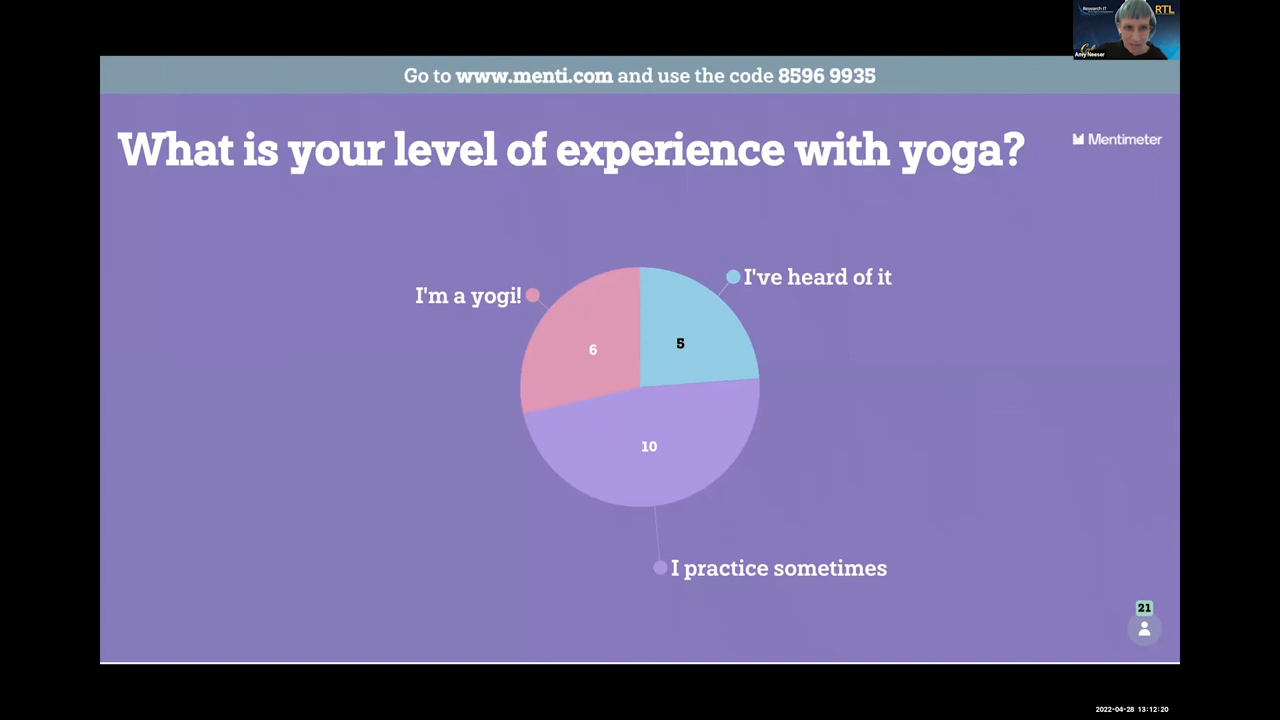 Research IT
RTL
Amy Neeser
Go to www.menti.com and use the code 8596 9935
What is your level of experience with yoga?
Mentimeter
I've heard of it
I'm a yogi!
5
6
10
I practice sometimes
21
2022-04-28 13:12:20